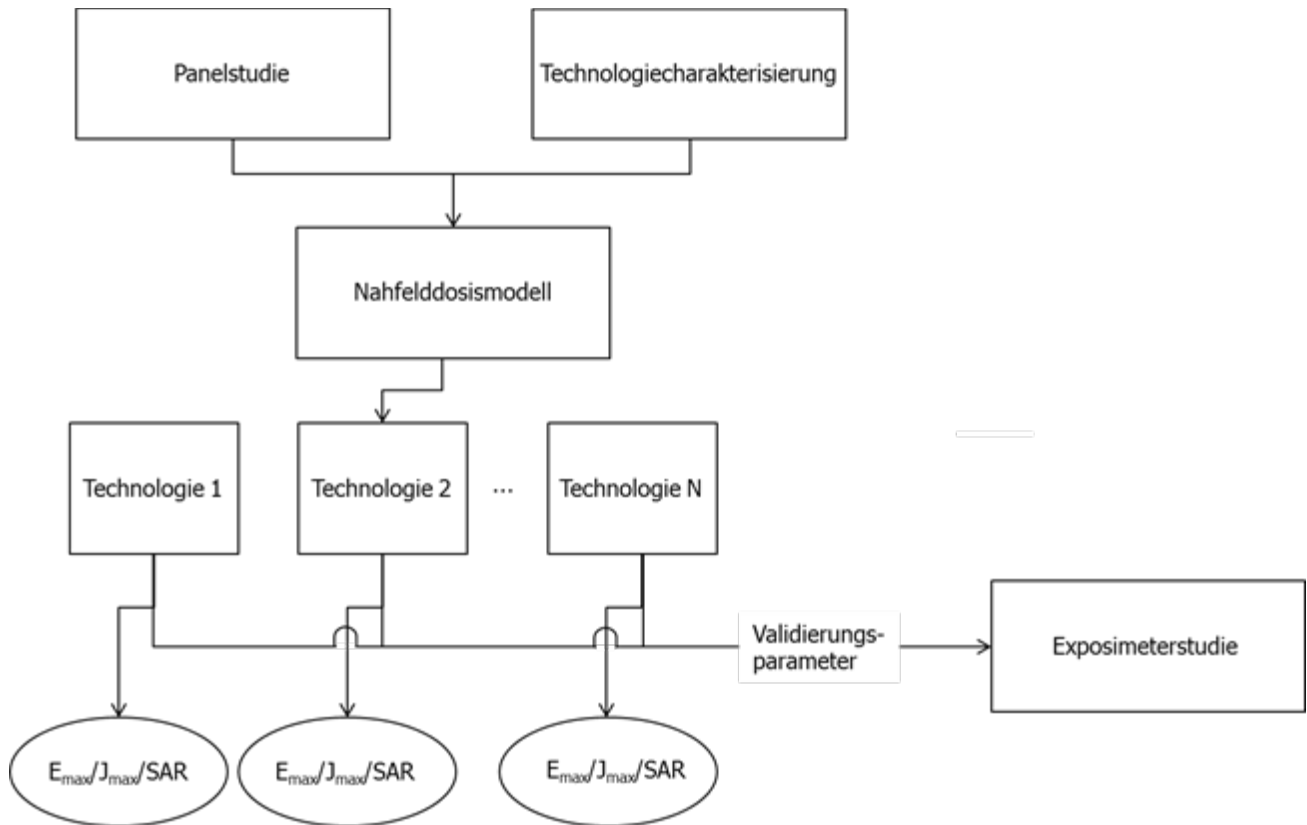 Panelstudie
Technologiecharakterisierung
Nahfelddosismodell
Technologie 1
Technologie 2
...
Technologie N
Validierungs-
parameter
Exposimeterstudie
Emax/Jmax/SAR
Emax/Jmax/SAR
Emax/Jmax/SAR